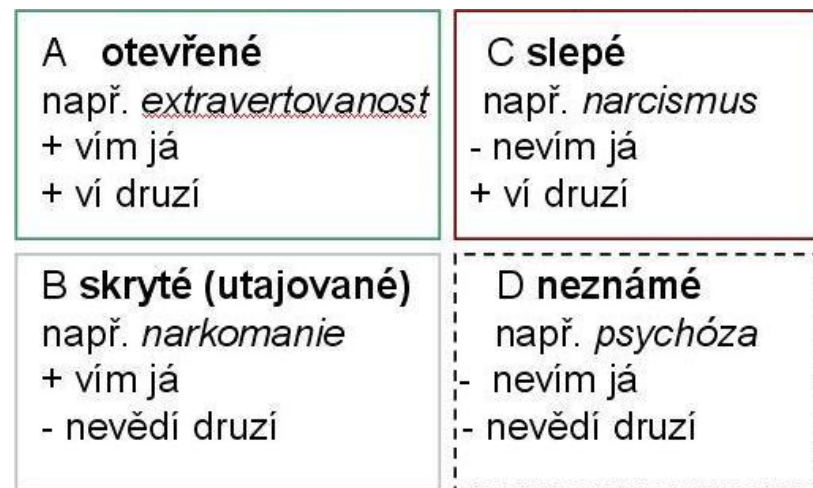 A otevřené
např. extravertovanost
+ vím já
+ ví druzí
C slepé
např. narcismus
- nevím já
+ ví druzí
B skryté (utajované)
např. narkomanie
+ vím já
- nevědí druzí
D neznámé
např. psychóza
- nevím já
- nevědí druzí